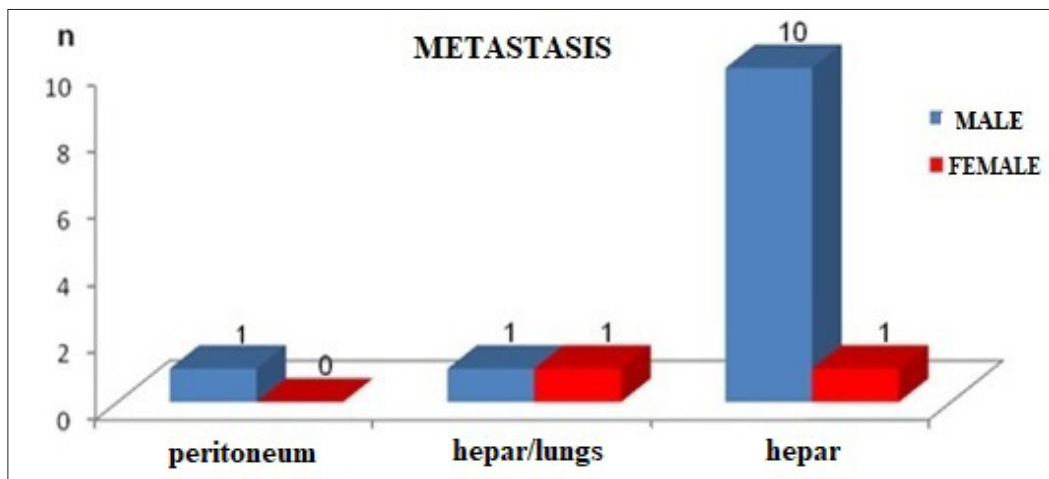 n
METASTASIS
10
10
8
6
4
2
0
1
0
1
1
1
MALE
FEMALE
peritoneum
hepar/lungs
hepar